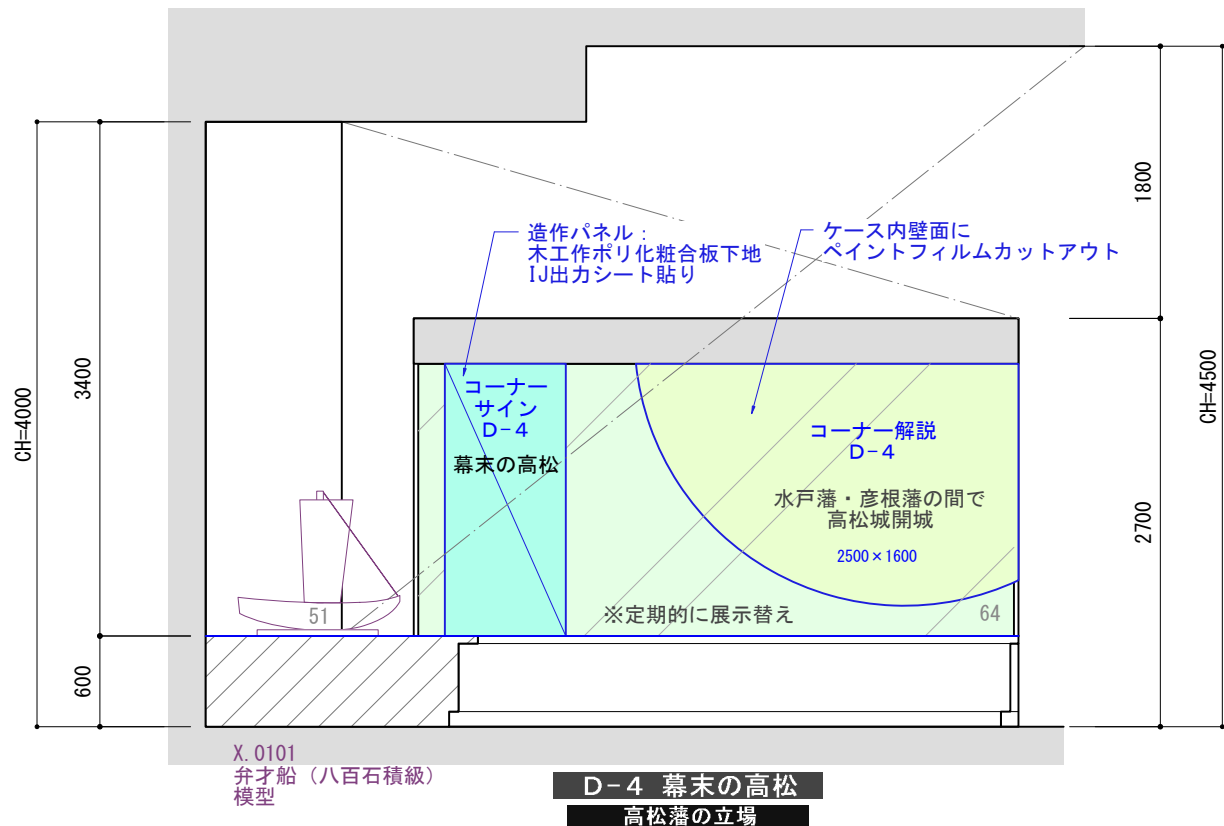 造作パネル：
木工作ポリ化粧合板下地
IJ出力シート貼り
ケース内壁面に
ペイントフィルムカットアウト
1800
CH=4000
3400
CH=4500
コーナー
サイン
D-4
幕末の高松
コーナー解説
D-4
水戸藩・彦根藩の間で
高松城開城
2500×1600
2700
51
※定期的に展示替え
64
600
X.0101
弁才船（八百石積級）
模型
D-4 幕末の高松
高松藩の立場